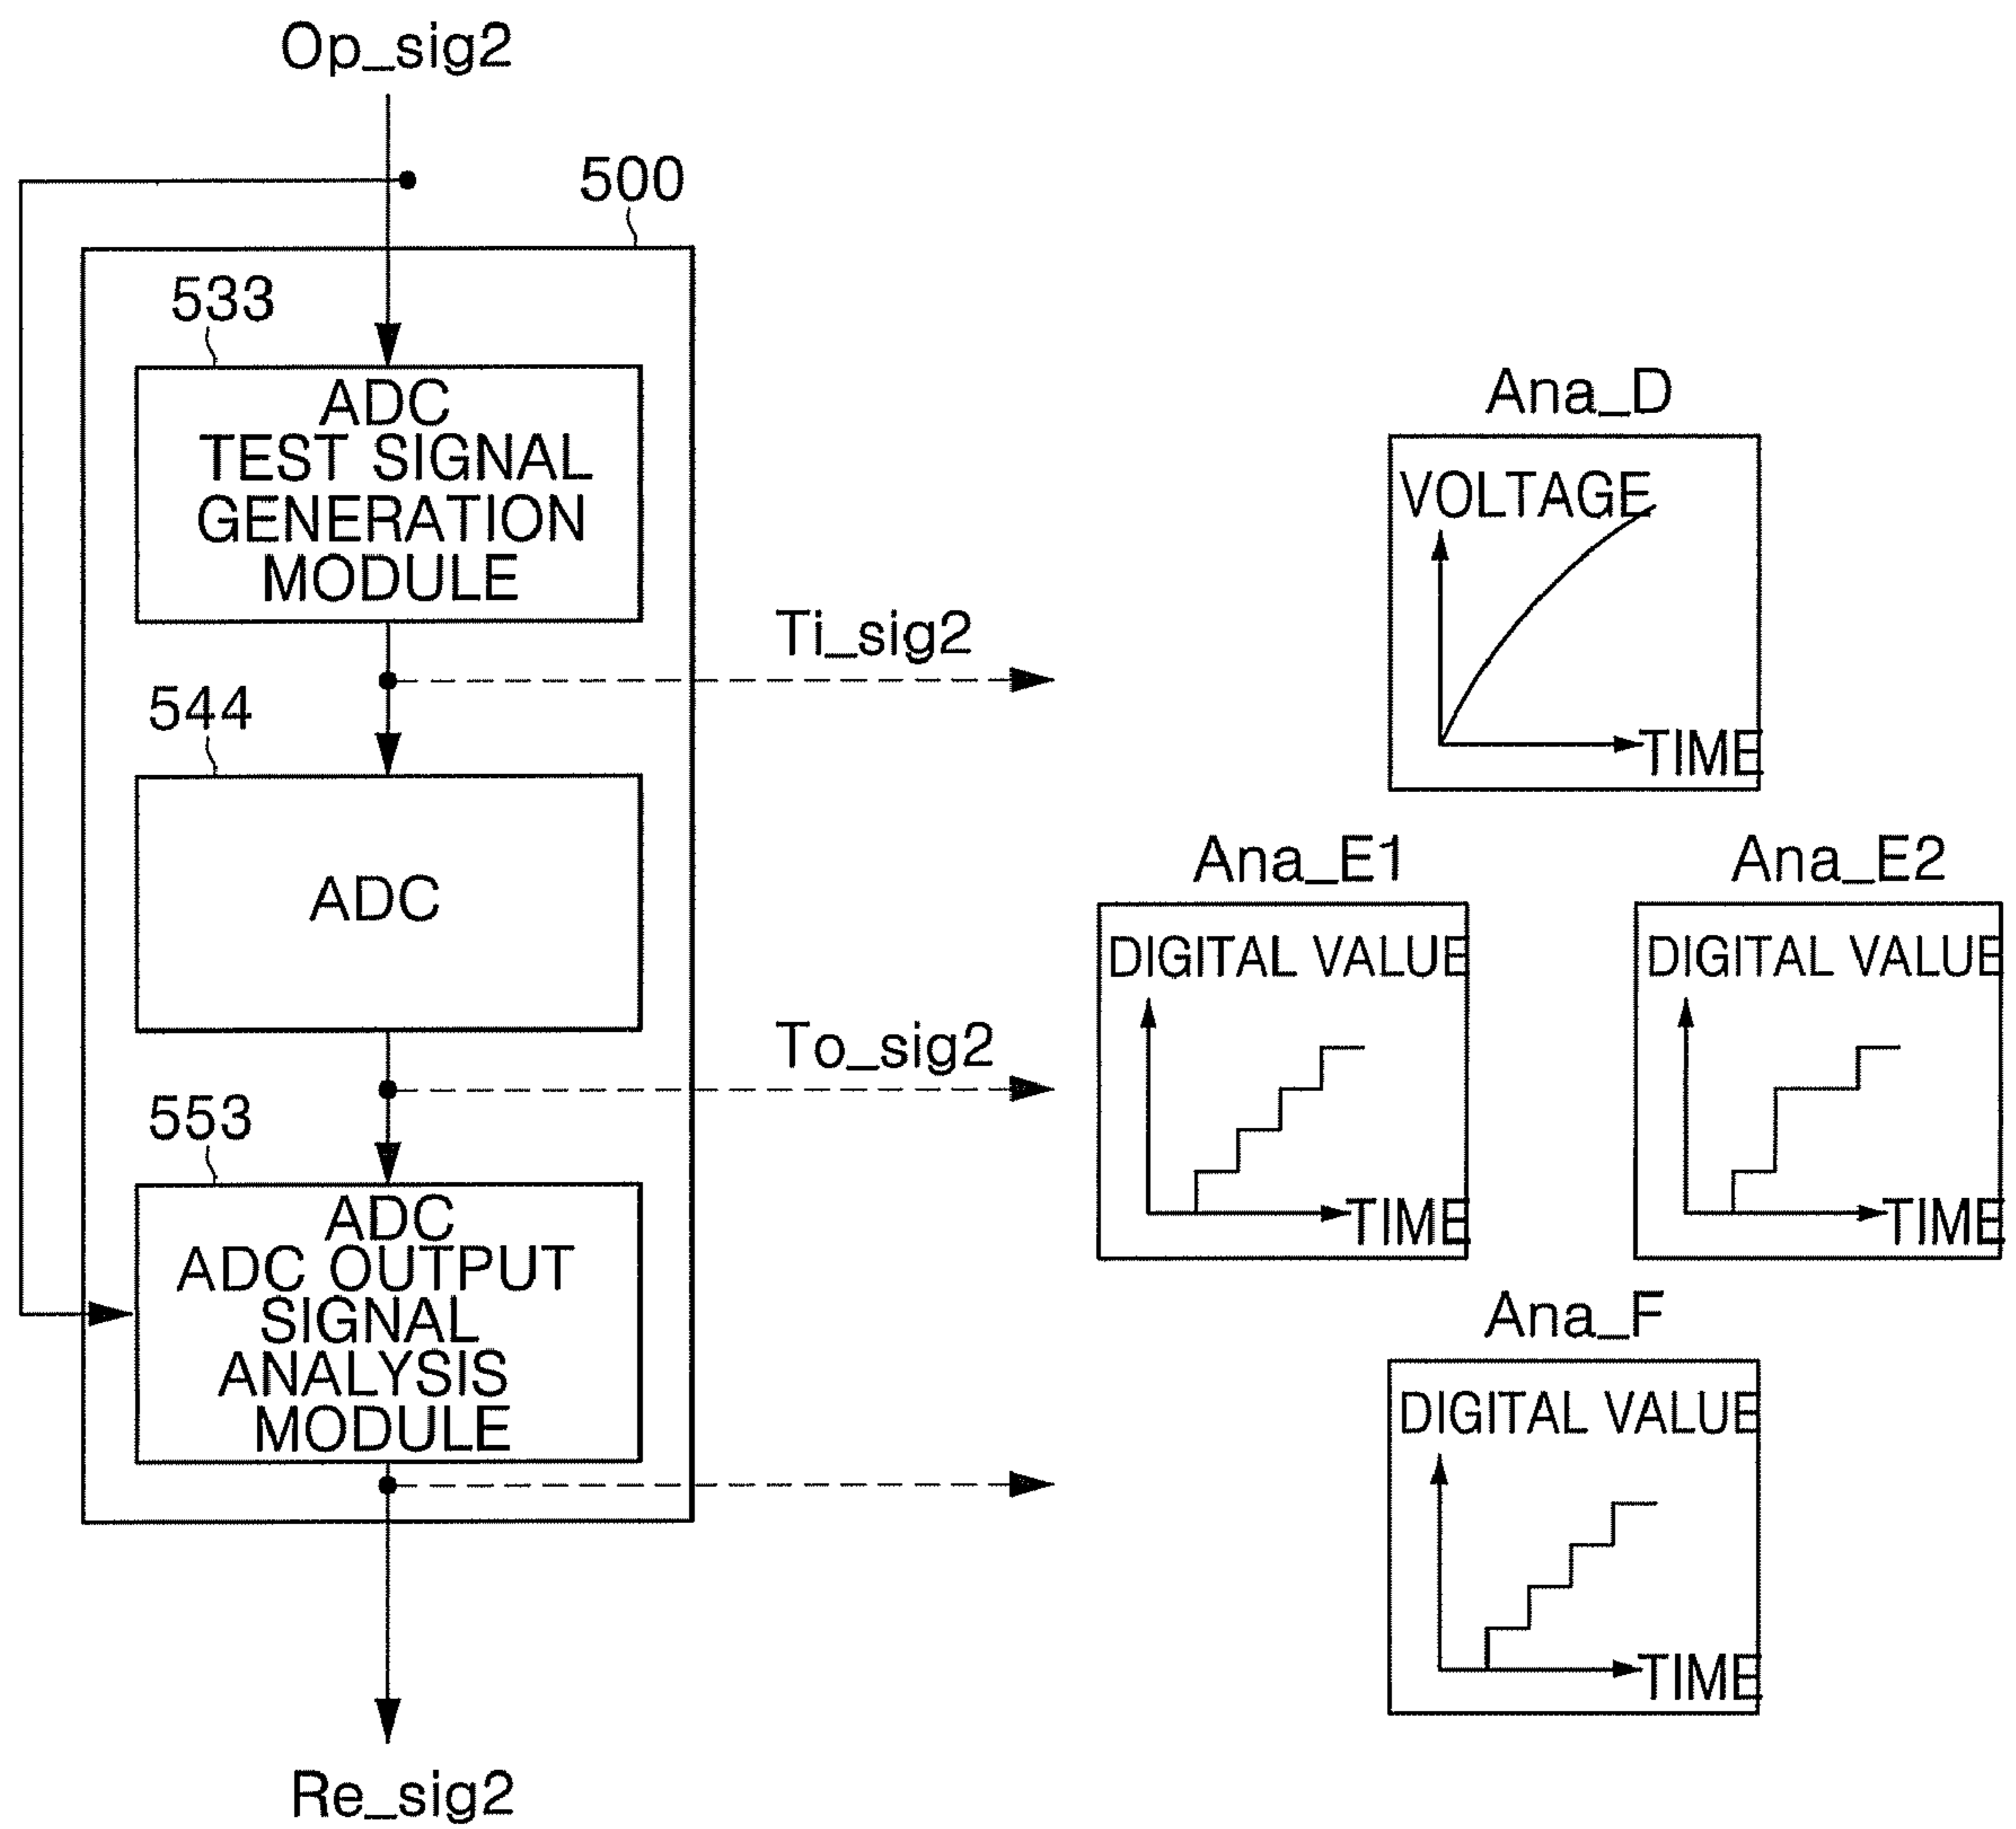 Op_sig2
500
533
ADC
TEST SIGNAL
GENERATION
MODULE
Ti_sig2
544
ADC
To_sig2
553
ADC
ADC OUTPUT
SIGNAL
ANALYSIS
MODULE
Re_sig2
Ana_D
VOLTAGE
TIME
Ana_E1
DIGITAL VALUE
TIME
Ana_E2
DIGITAL VALUE
TIME
Ana_F
DIGITAL VALUE
TIME